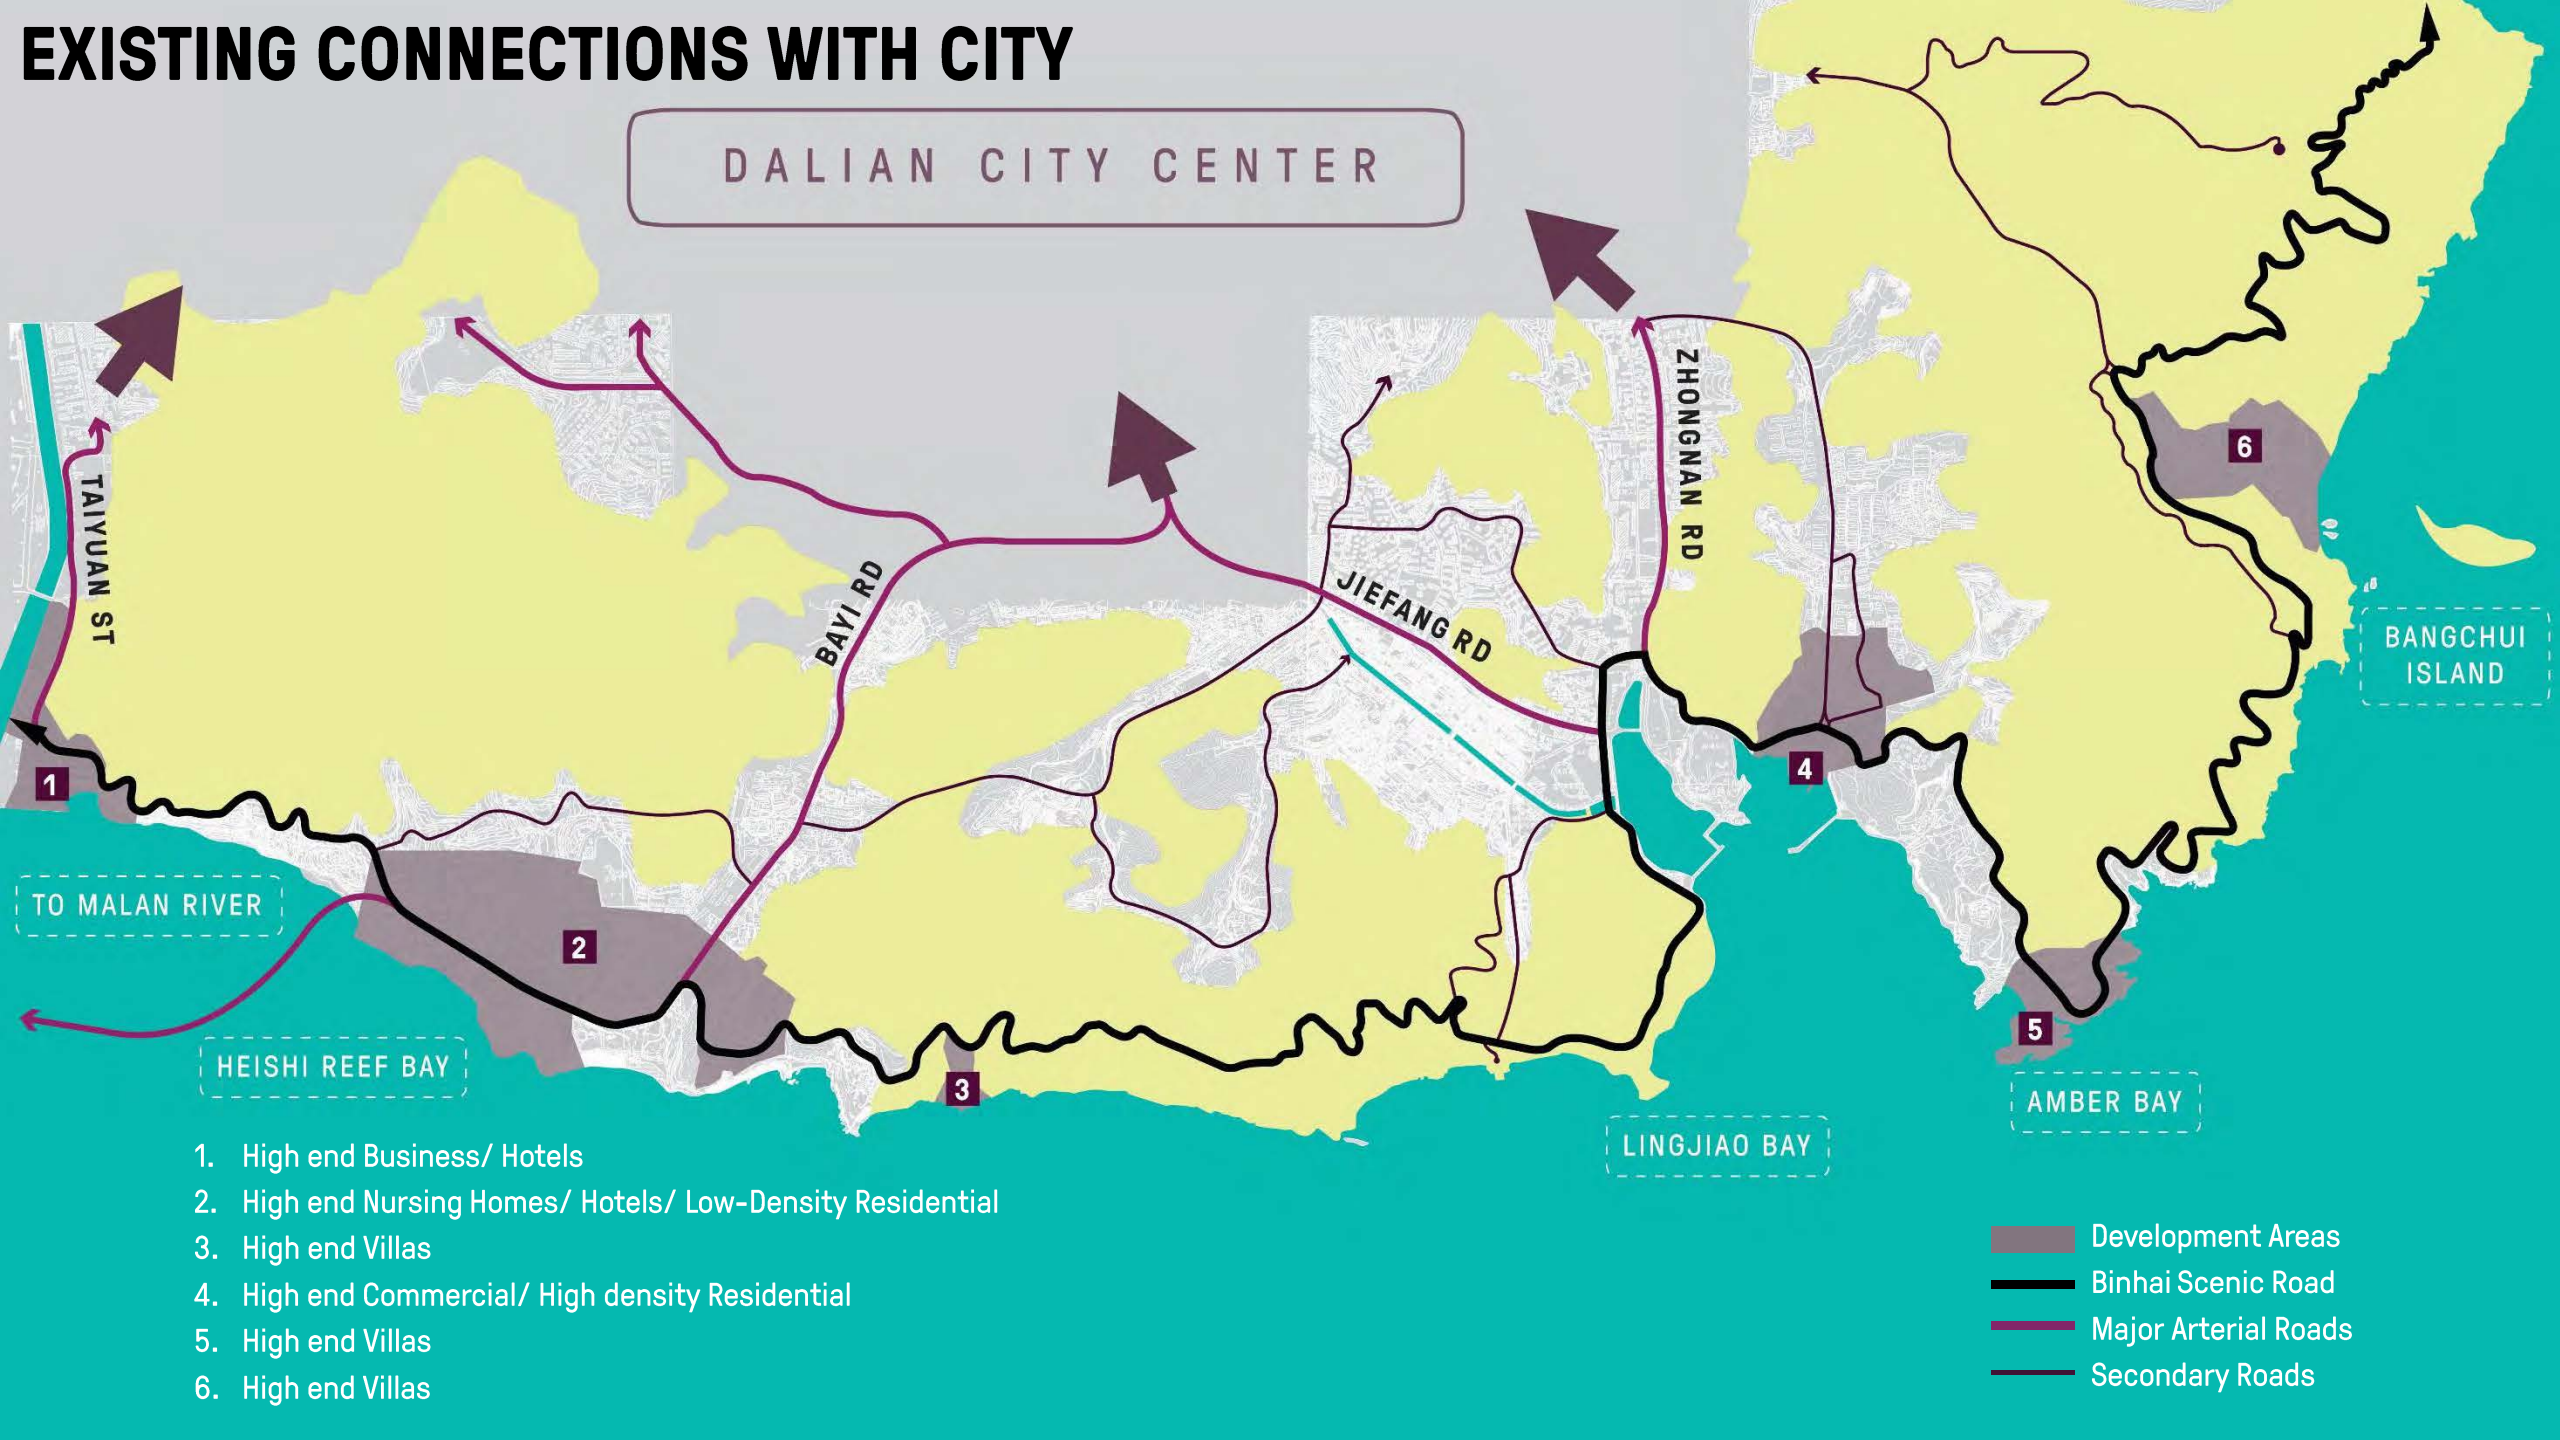 EXISTING CONNECTIONS WITH CITY
DALIAN CITY CENTER
TAIYUAN ST
BAYI RD
JIEFANG RD
ZHONGNAN RD
1
2
3
4
5
6
BANGCHUI
ISLAND
TO MALAN RIVER
HEISHI REEF BAY
LINGJIAO BAY
AMBER BAY
1. High end Business/ Hotels
2. High end Nursing Homes/ Hotels/ Low-Density Residential
3. High end Villas
4. High end Commercial/ High density Residential
5. High end Villas
6. High end Villas
Development Areas
Binhai Scenic Road
Major Arterial Roads
Secondary Roads